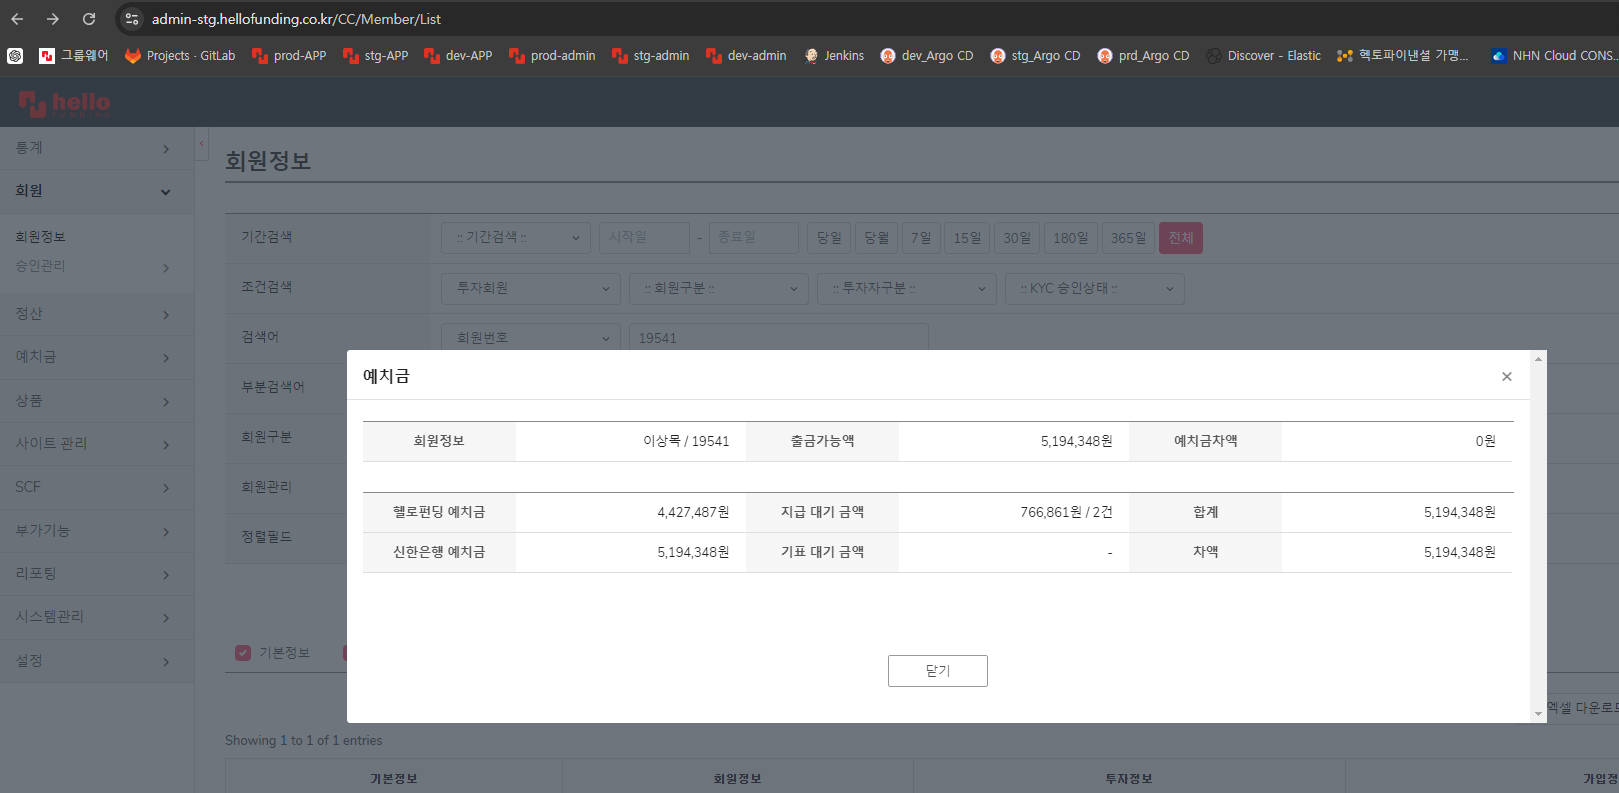 admin-stg.hellofunding.co.kr/CC/Member/List
그룹웨어 Projects · GitLab prod-APP stg-APP dev-APP prod-admin stg-admin dev-admin Jenkins dev_Argo CD stg_Argo CD prd_Argo CD Discover - Elastic 헥토파이낸셜 가맹... NHN Cloud CONS...
hello
FUNDING
통계
회원
회원정보
승인관리
정산
예치금
상품
사이트 관리
SCF
부가기능
리포팅
시스템관리
설정
회원정보
기간검색 :: 기간검색 :: 시작일 - 종료일 당일 당월 7일 15일 30일 180일 365일 전체
조건검색 투자회원 :: 회원구분 :: :: 투자자구분 :: :: KYC 승인상태 ::
검색어 회원번호 19541
부분검색어
회원구분
회원관리
정렬필드
예치금 ×
회원정보 이상목 / 19541 출금가능액 5,194,348원 예치금차액 0원
헬로펀딩 예치금 4,427,487원 지급 대기 금액 766,861원 / 2건 합계 5,194,348원
신한은행 예치금 5,194,348원 기표 대기 금액 - 차액 5,194,348원
닫기
기본정보
엑셀 다운로드
Showing 1 to 1 of 1 entries
기본정보 회원정보 투자정보 가입정